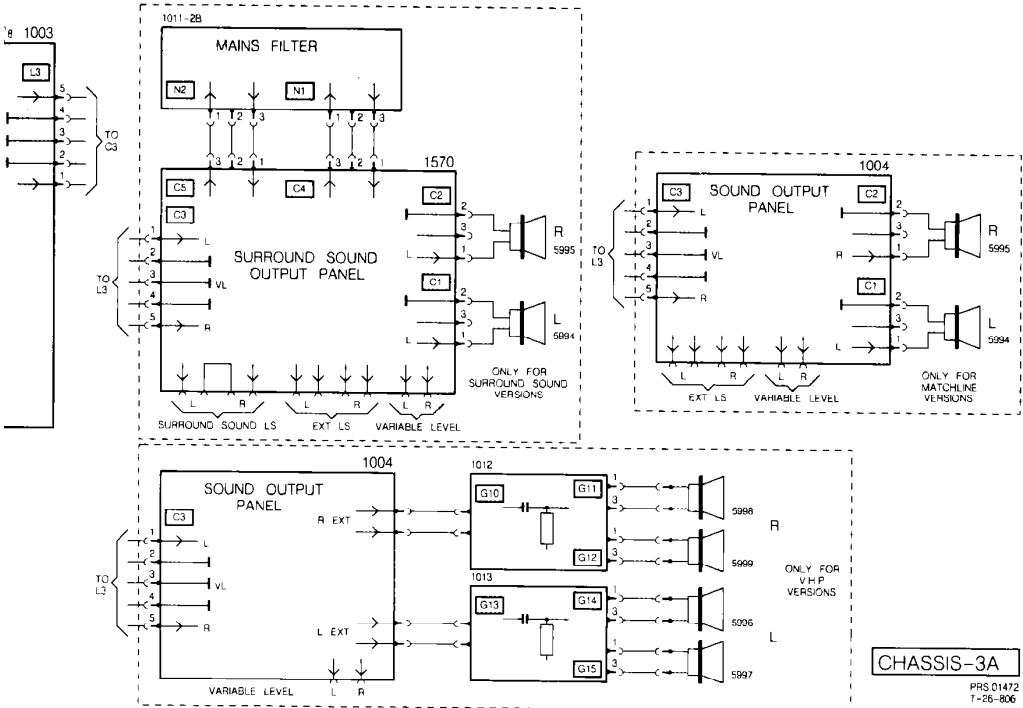 1003
L3
5
4
3
2
1
TO
C3
1011-2B
MAINS FILTER
N2
N1
1 2 3
1 2 3
3 2 1
3 2 1
1570
C5
C4
C2
C3
SURROUND SOUND
OUTPUT PANEL
1
2
3
4
5
L
VL
R
TO
L3
2
3
1
L
R
5995
C1
2
3
1
L
L
5994
ONLY FOR
SURROUND SOUND
VERSIONS
L R
L R
L R
SURROUND SOUND LS
EXT LS
VARIABLE LEVEL
1004
C3
SOUND OUTPUT
PANEL
C2
1
2
3
4
5
L
VL
R
TO
L3
2
3
1
R
R
5995
C1
2
3
1
L
L
5994
L R
L R
EXT LS
VARIABLE LEVEL
ONLY FOR
MATCHLINE
VERSIONS
1004
SOUND OUTPUT
PANEL
C3
1
2
3
4
5
L
VL
R
TO
L3
R EXT
L EXT
VARIABLE LEVEL L R
1012
G10
G11
1
3
5998
R
G12
1
3
5999
1013
G13
G14
1
3
5996
L
G15
1
3
5997
ONLY FOR
VHP
VERSIONS
CHASSIS-3A
PRS.01472
T-26-806